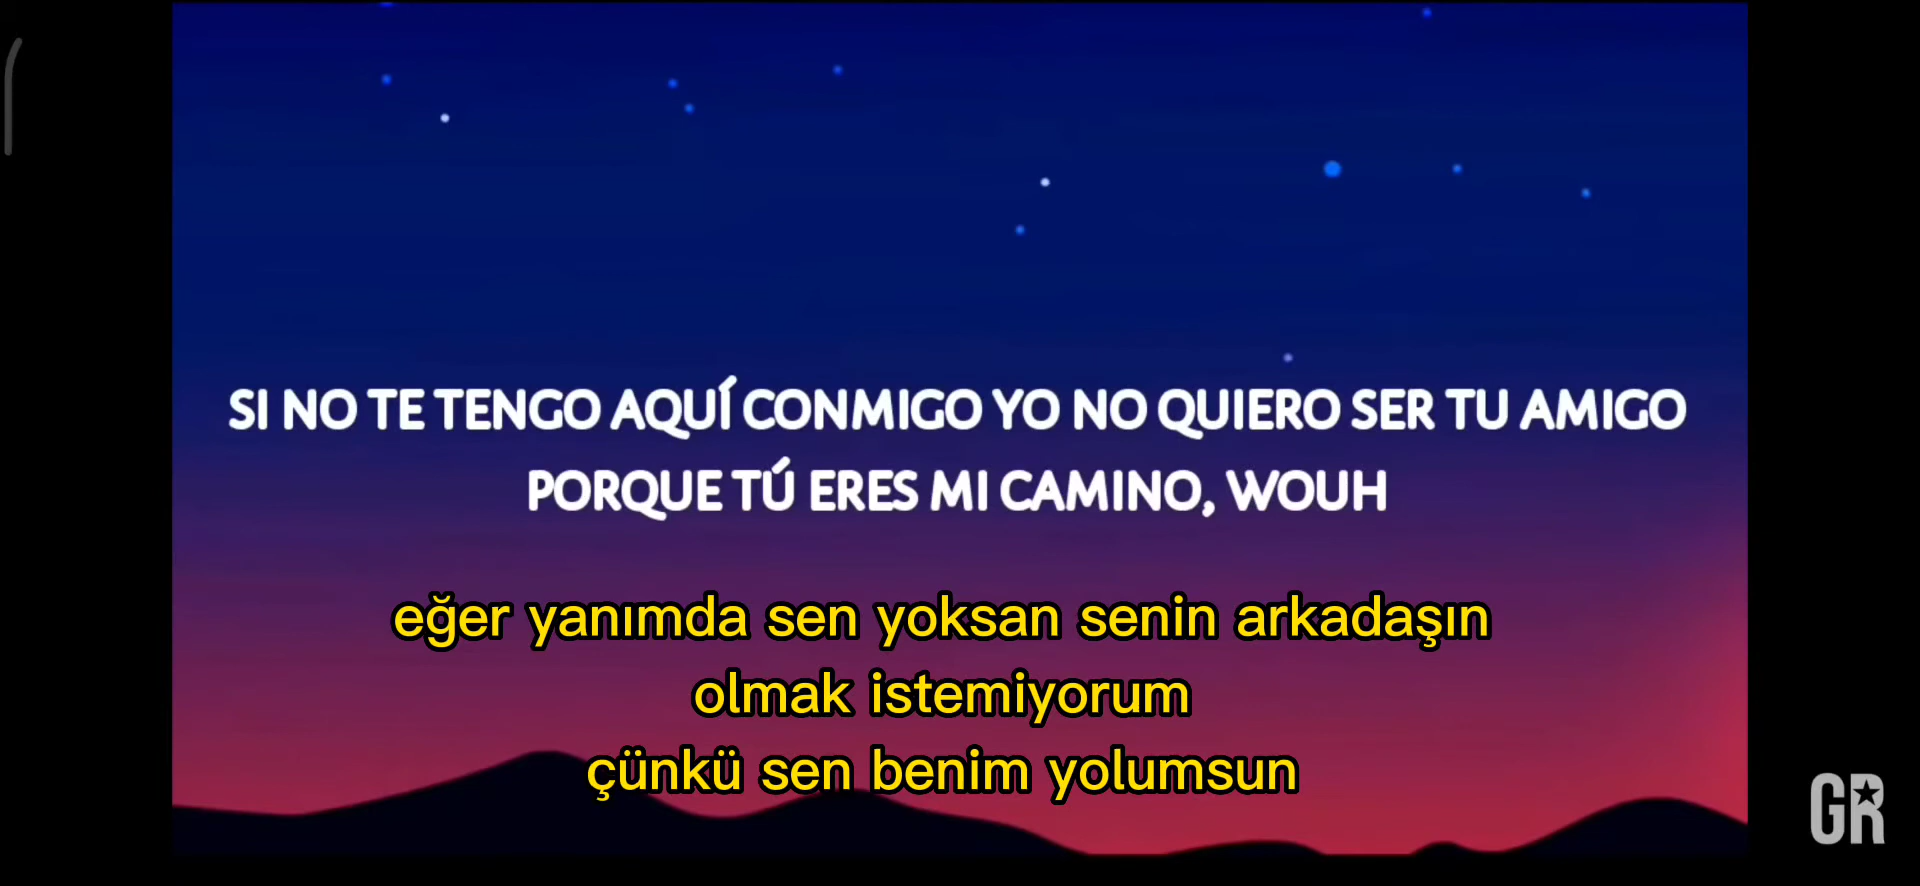 SI NO TE TENGO AQUÍ CONMIGO YO NO QUIERO SER TU AMIGO
PORQUE TÚ ERES MI CAMINO, WOUH
eğer yanımda sen yoksan senin arkadaşın
olmak istemiyorum
çünkü sen benim yolumsun
GR